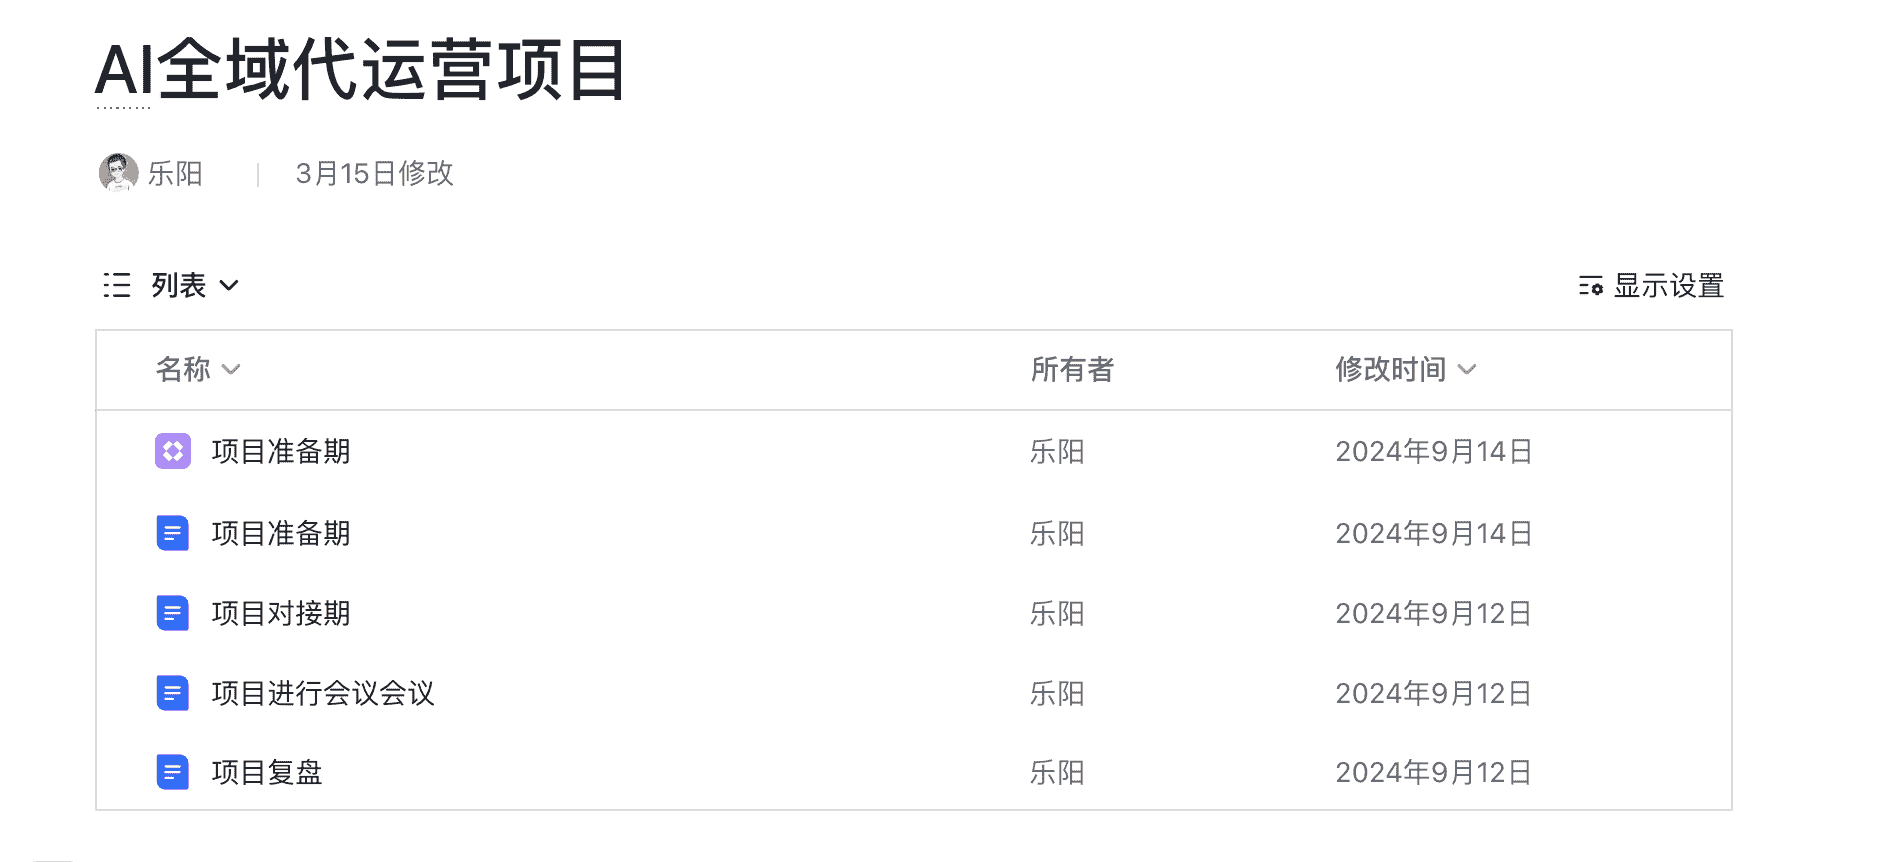 AI全域代运营项目
乐阳 | 3月15日修改
列表 显示设置
名称 所有者 修改时间
项目准备期 乐阳 2024年9月14日
项目准备期 乐阳 2024年9月14日
项目对接期 乐阳 2024年9月12日
项目进行会议会议 乐阳 2024年9月12日
项目复盘 乐阳 2024年9月12日